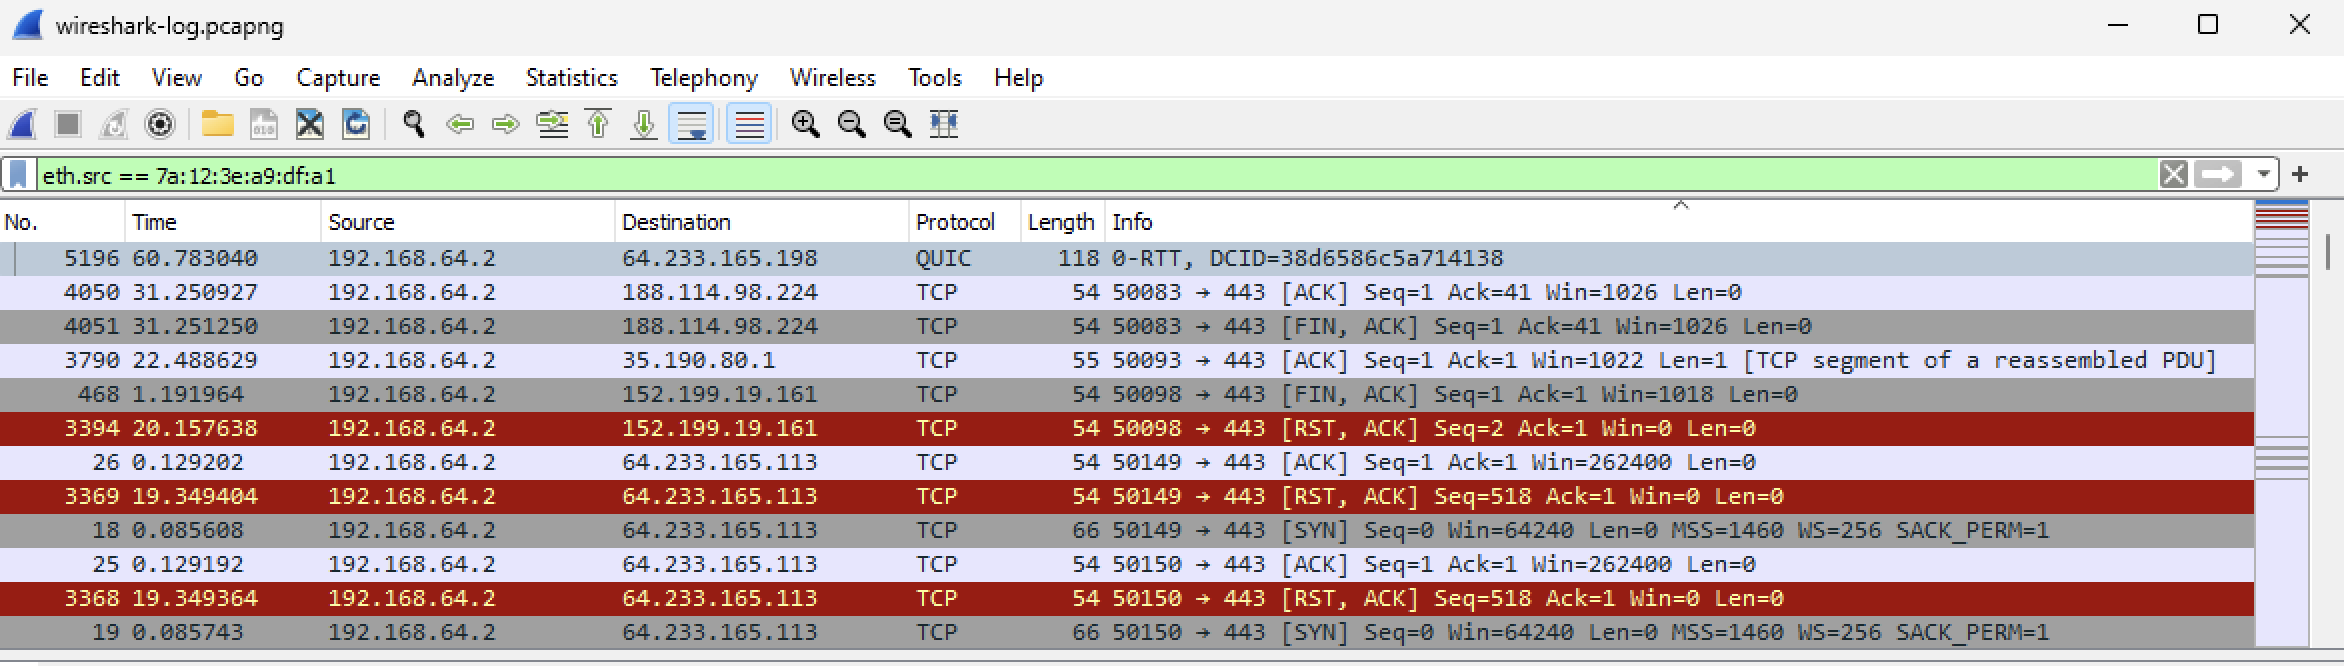 wireshark-log.pcapng
File Edit View Go Capture Analyze Statistics Telephony Wireless Tools Help
eth.src == 7a:12:3e:a9:df:a1
No. Time Source Destination Protocol Length Info
5196 60.783040 192.168.64.2 64.233.165.198 QUIC 118 0-RTT, DCID=38d6586c5a714138
4050 31.250927 192.168.64.2 188.114.98.224 TCP 54 50083 → 443 [ACK] Seq=1 Ack=41 Win=1026 Len=0
4051 31.251250 192.168.64.2 188.114.98.224 TCP 54 50083 → 443 [FIN, ACK] Seq=1 Ack=41 Win=1026 Len=0
3790 22.488629 192.168.64.2 35.190.80.1 TCP 55 50093 → 443 [ACK] Seq=1 Ack=1 Win=1022 Len=1 [TCP segment of a reassembled PDU]
468 1.191964 192.168.64.2 152.199.19.161 TCP 54 50098 → 443 [FIN, ACK] Seq=1 Ack=1 Win=1018 Len=0
3394 20.157638 192.168.64.2 152.199.19.161 TCP 54 50098 → 443 [RST, ACK] Seq=2 Ack=1 Win=0 Len=0
26 0.129202 192.168.64.2 64.233.165.113 TCP 54 50149 → 443 [ACK] Seq=1 Ack=1 Win=262400 Len=0
3369 19.349404 192.168.64.2 64.233.165.113 TCP 54 50149 → 443 [RST, ACK] Seq=518 Ack=1 Win=0 Len=0
18 0.085608 192.168.64.2 64.233.165.113 TCP 66 50149 → 443 [SYN] Seq=0 Win=64240 Len=0 MSS=1460 WS=256 SACK_PERM=1
25 0.129192 192.168.64.2 64.233.165.113 TCP 54 50150 → 443 [ACK] Seq=1 Ack=1 Win=262400 Len=0
3368 19.349364 192.168.64.2 64.233.165.113 TCP 54 50150 → 443 [RST, ACK] Seq=518 Ack=1 Win=0 Len=0
19 0.085743 192.168.64.2 64.233.165.113 TCP 66 50150 → 443 [SYN] Seq=0 Win=64240 Len=0 MSS=1460 WS=256 SACK_PERM=1